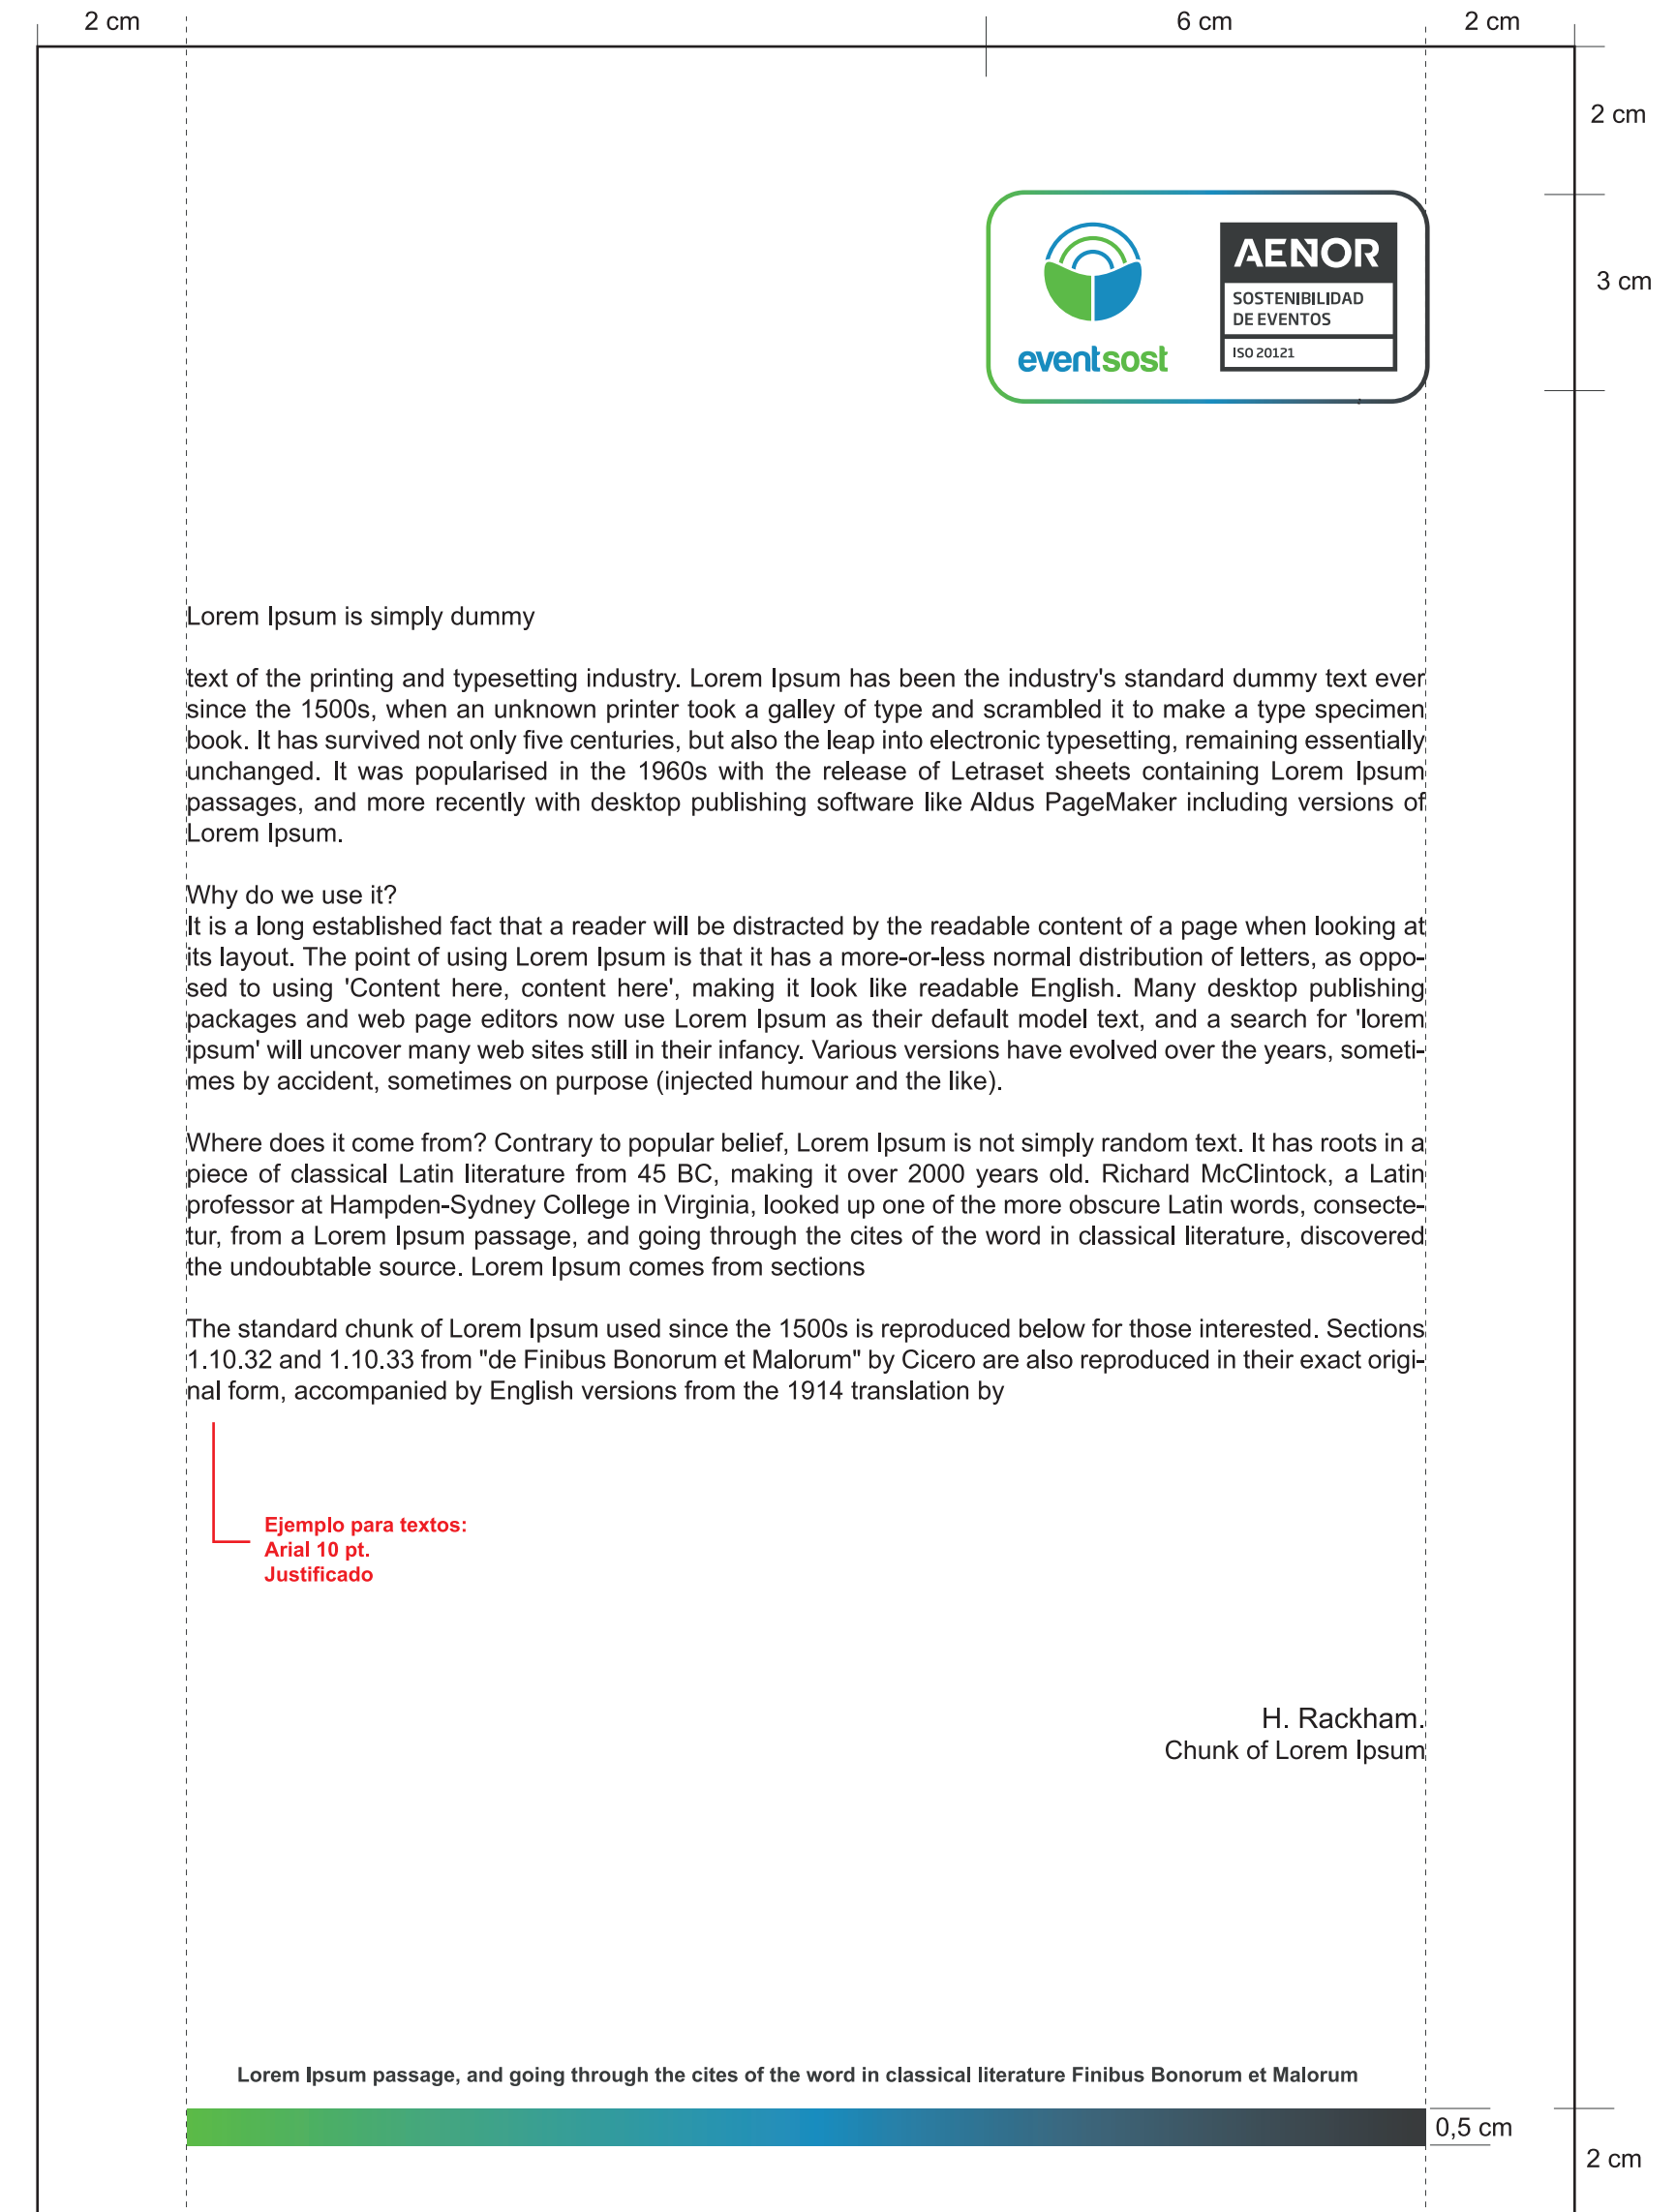 2 cm
6 cm
2 cm
2 cm
AENOR
SOSTENIBILIDAD
DE EVENTOS
ISO 20121
eventsost
3 cm
Lorem Ipsum is simply dummy
text of the printing and typesetting industry. Lorem Ipsum has been the industry's standard dummy text ever
since the 1500s, when an unknown printer took a galley of type and scrambled it to make a type specimen
book. It has survived not only five centuries, but also the leap into electronic typesetting, remaining essentially
unchanged. It was popularised in the 1960s with the release of Letraset sheets containing Lorem Ipsum
passages, and more recently with desktop publishing software like Aldus PageMaker including versions of
Lorem Ipsum.
Why do we use it?
It is a long established fact that a reader will be distracted by the readable content of a page when looking at
its layout. The point of using Lorem Ipsum is that it has a more-or-less normal distribution of letters, as oppo-
sed to using 'Content here, content here', making it look like readable English. Many desktop publishing
packages and web page editors now use Lorem Ipsum as their default model text, and a search for 'lorem
ipsum' will uncover many web sites still in their infancy. Various versions have evolved over the years, someti-
mes by accident, sometimes on purpose (injected humour and the like).
Where does it come from? Contrary to popular belief, Lorem Ipsum is not simply random text. It has roots in a
piece of classical Latin literature from 45 BC, making it over 2000 years old. Richard McClintock, a Latin
professor at Hampden-Sydney College in Virginia, looked up one of the more obscure Latin words, consecte-
tur, from a Lorem Ipsum passage, and going through the cites of the word in classical literature, discovered
the undoubtable source. Lorem Ipsum comes from sections
The standard chunk of Lorem Ipsum used since the 1500s is reproduced below for those interested. Sections
1.10.32 and 1.10.33 from "de Finibus Bonorum et Malorum" by Cicero are also reproduced in their exact origi-
nal form, accompanied by English versions from the 1914 translation by
Ejemplo para textos:
Arial 10 pt.
Justificado
H. Rackham.
Chunk of Lorem Ipsum
Lorem Ipsum passage, and going through the cites of the word in classical literature Finibus Bonorum et Malorum
0,5 cm
2 cm